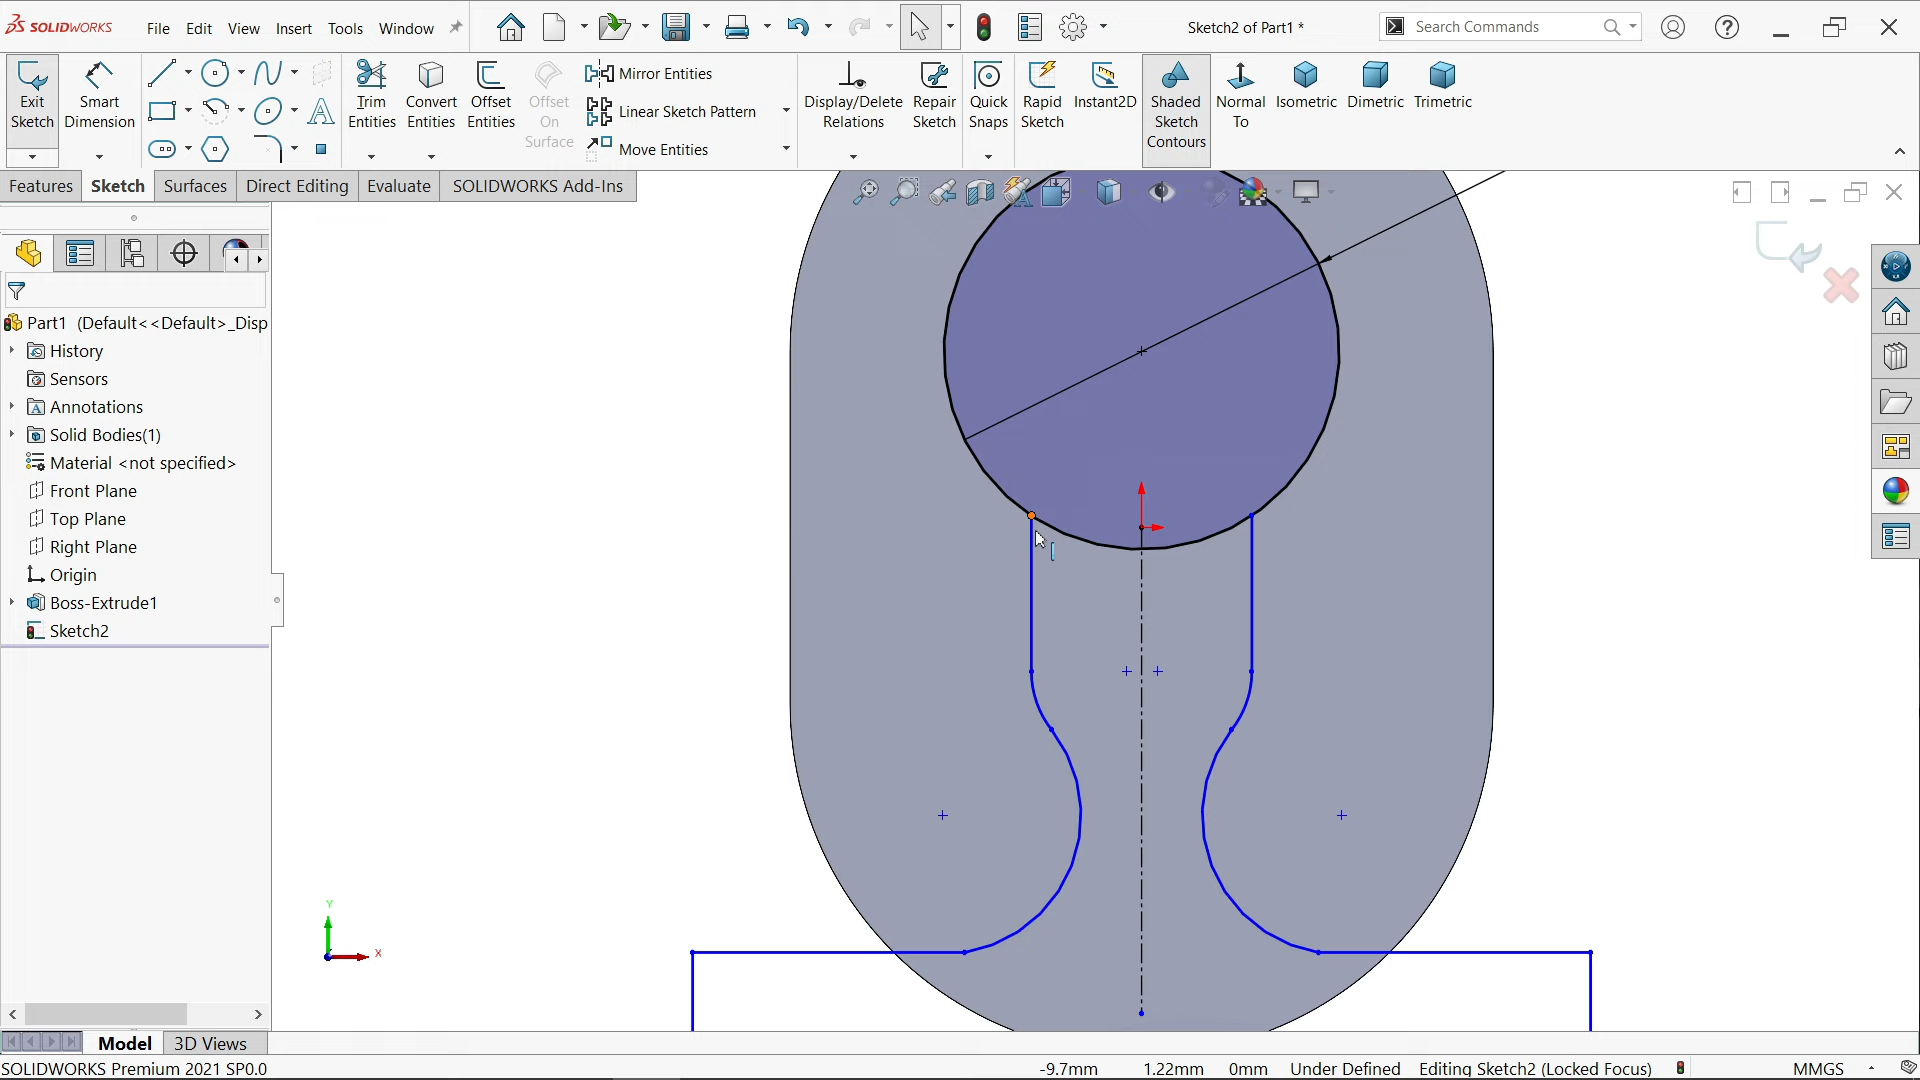 SOLIDWORKS File Edit View Insert Tools Window Sketch2 of Part1 * Search Commands
Exit Sketch
Smart Dimension
Trim Entities
Convert Entities
Offset Entities
Offset On Surface
Mirror Entities
Linear Sketch Pattern
Move Entities
Display/Delete Relations
Repair Sketch
Quick Snaps
Rapid Sketch
Instant2D
Shaded Sketch Contours
Normal To
Isometric
Dimetric
Trimetric
Features Sketch Surfaces Direct Editing Evaluate SOLIDWORKS Add-Ins
Part1 (Default<<Default>_Disp
History
Sensors
Annotations
Solid Bodies(1)
Material <not specified>
Front Plane
Top Plane
Right Plane
Origin
Boss-Extrude1
Sketch2
Y
X
Model 3D Views
SOLIDWORKS Premium 2021 SP0.0 -9.7mm 1.22mm 0mm Under Defined Editing Sketch2 (Locked Focus) MMGS